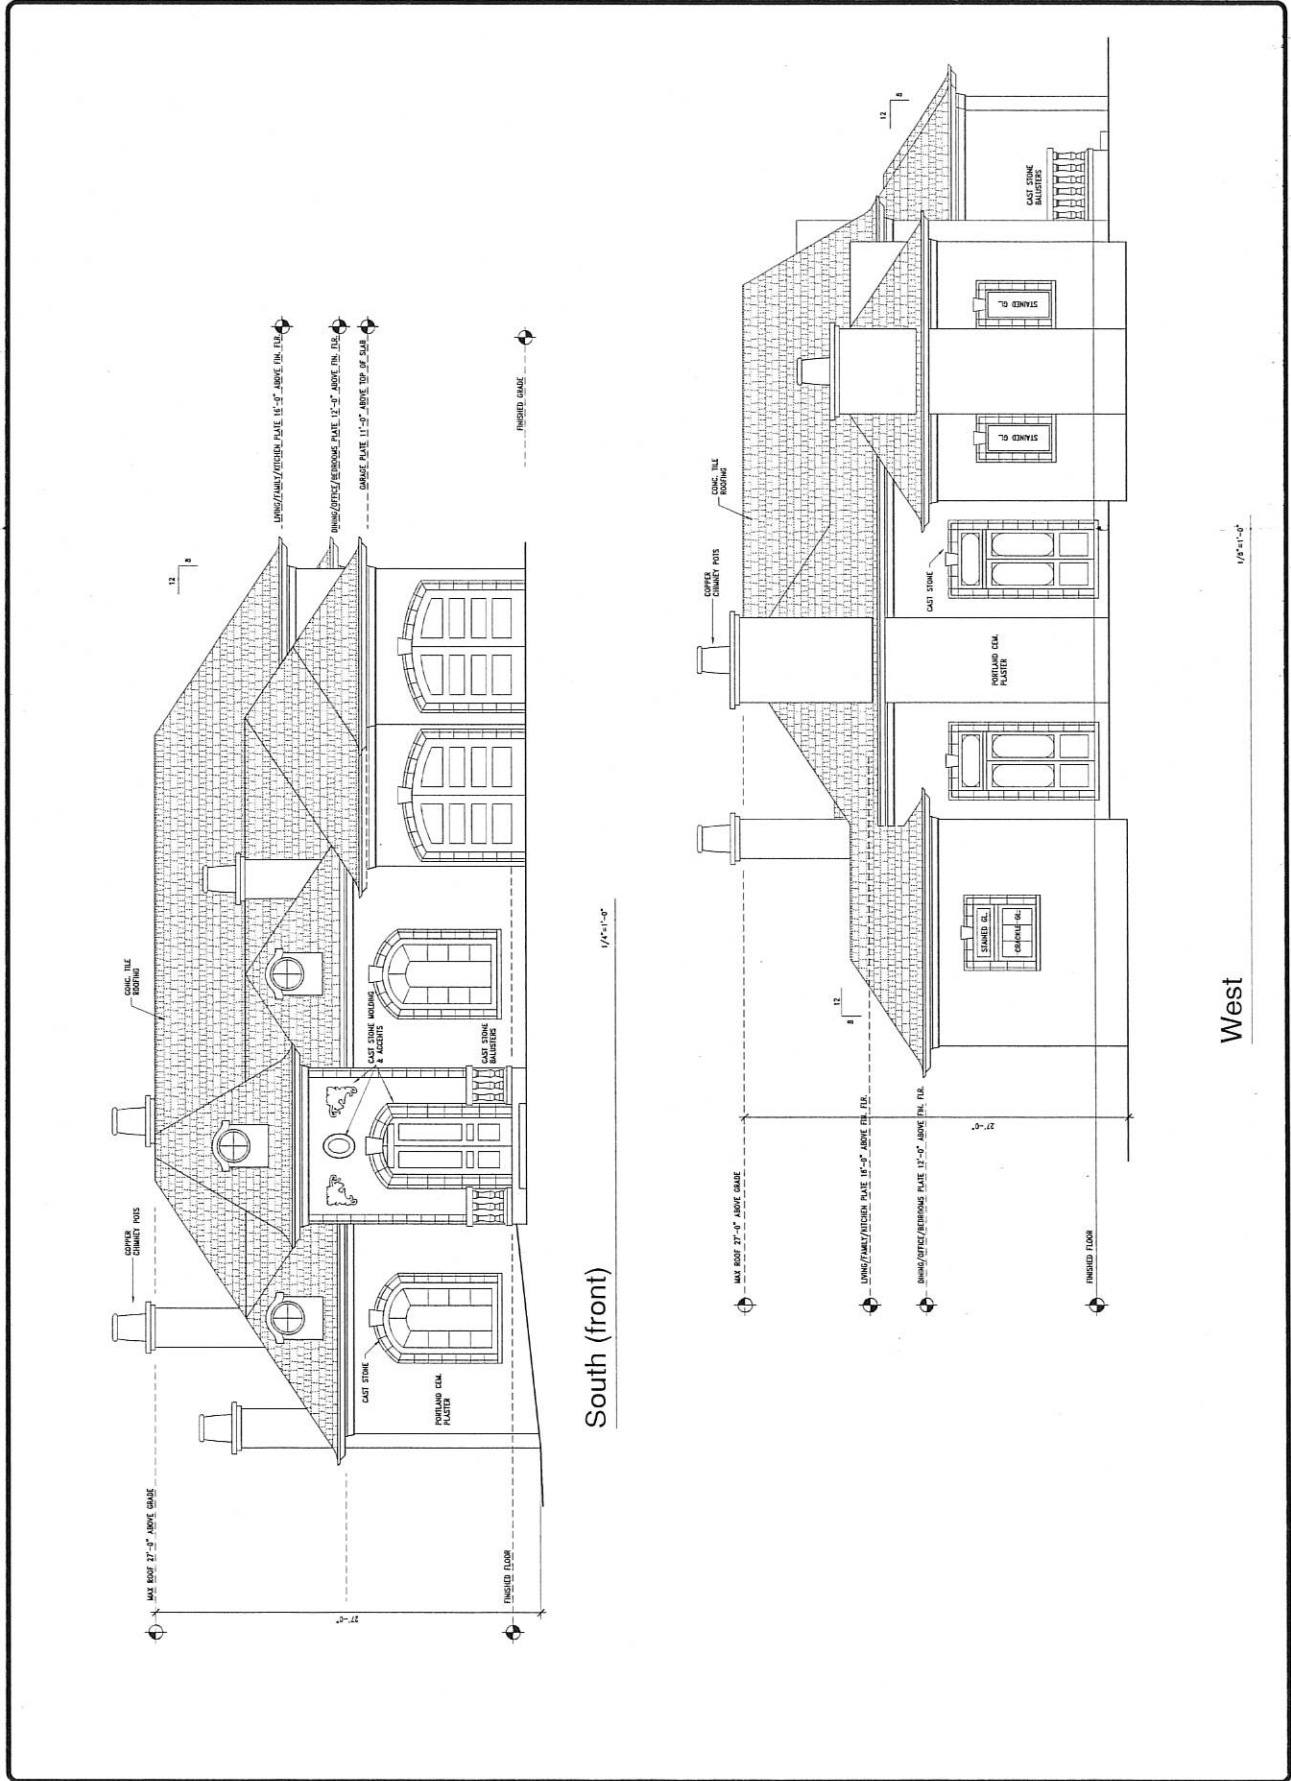 MAX ROOF 27'-0" ABOVE GRADE
27'-0"
FINISHED FLOOR
COPPER
CHIMNEY POTS
CONC. TILE
ROOFING
12
8
CAST STONE
PORTLAND CEM.
PLASTER
CAST STONE MOLDING
& ACCENTS
CAST STONE
BALUSTERS
LIVING/FAMILY/KITCHEN PLATE 16'-0" ABOVE FIN. FLR.
DINING/OFFICE/BEDROOMS PLATE 12'-0" ABOVE FIN. FLR.
GARAGE PLATE 11'-0" ABOVE TOP OF SLAB
FINISHED GRADE
South (front)
1/4"=1'-0"
MAX ROOF 27'-0" ABOVE GRADE
LIVING/FAMILY/KITCHEN PLATE 16'-0" ABOVE FIN. FLR.
DINING/OFFICE/BEDROOMS PLATE 12'-0" ABOVE FIN. FLR.
27'-0"
FINISHED FLOOR
12
8
COPPER
CHIMNEY POTS
CONC. TILE
ROOFING
12
8
STAINED GL.
CRACKLE GL.
PORTLAND CEM.
PLASTER
CAST STONE
STAINED GL.
STAINED GL.
CAST STONE
BALUSTERS
West
1/8"=1'-0"